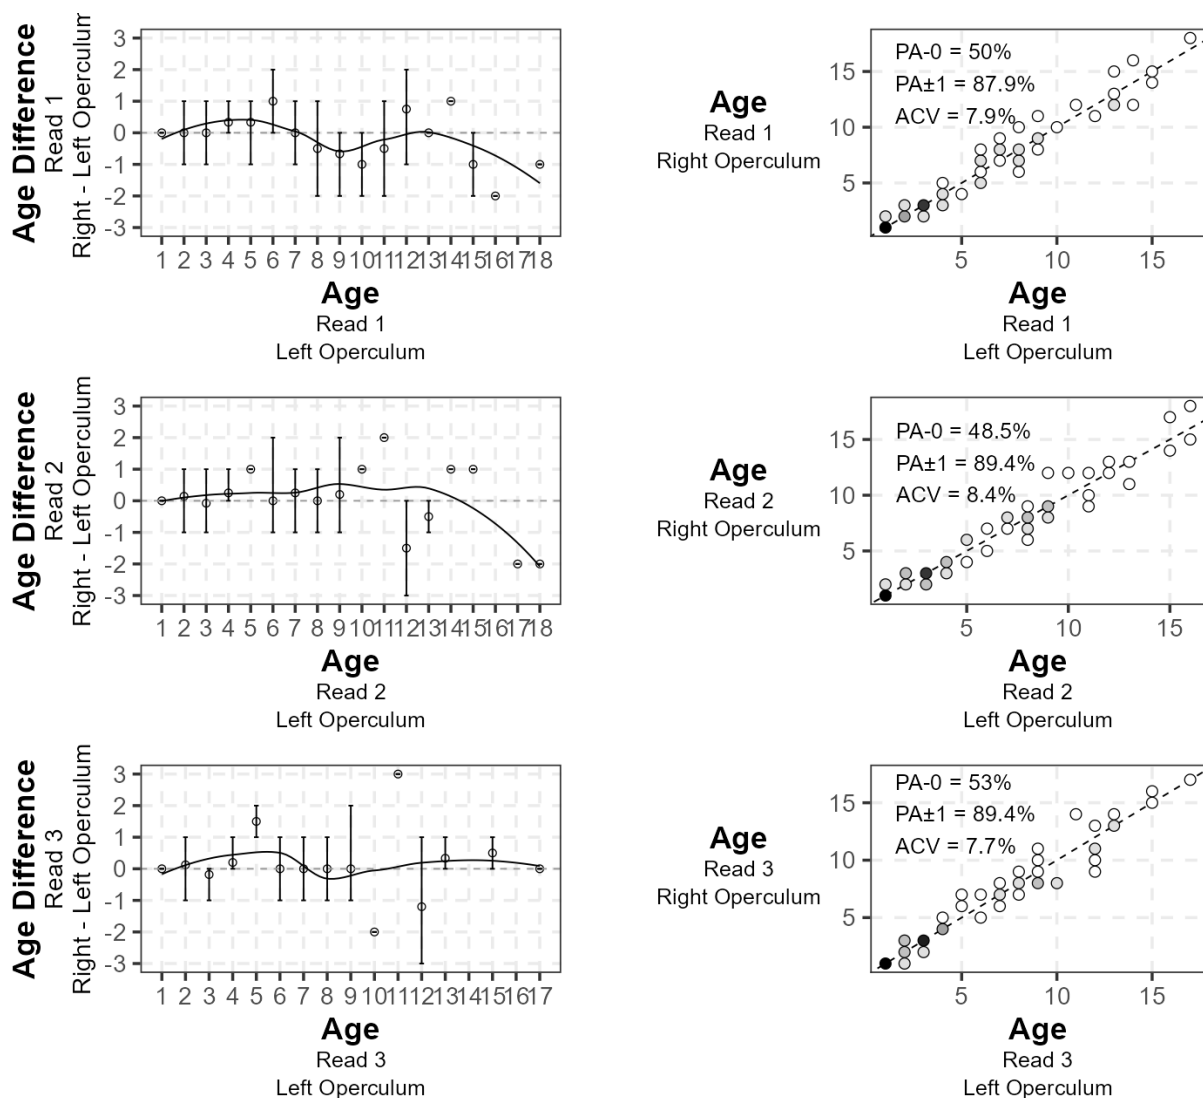 Age Difference
Read 1
Right - Left Operculum
3
2
1
0
-1
-2
-3
1 2 3 4 5 6 7 8 9 10 11 12 13 14 15 16 17 18
Age
Read 1
Left Operculum
Age
Read 1
Right Operculum
PA-0 = 50%
PA±1 = 87.9%
ACV = 7.9%
15
10
5
5 10 15
Age
Read 1
Left Operculum
Age Difference
Read 2
Right - Left Operculum
3
2
1
0
-1
-2
-3
1 2 3 4 5 6 7 8 9 10 11 12 13 14 15 16 17 18
Age
Read 2
Left Operculum
Age
Read 2
Right Operculum
PA-0 = 48.5%
PA±1 = 89.4%
ACV = 8.4%
15
10
5
5 10 15
Age
Read 2
Left Operculum
Age Difference
Read 3
Right - Left Operculum
3
2
1
0
-1
-2
-3
1 2 3 4 5 6 7 8 9 10 11 12 13 14 15 16 17
Age
Read 3
Left Operculum
Age
Read 3
Right Operculum
PA-0 = 53%
PA±1 = 89.4%
ACV = 7.7%
15
10
5
5 10 15
Age
Read 3
Left Operculum